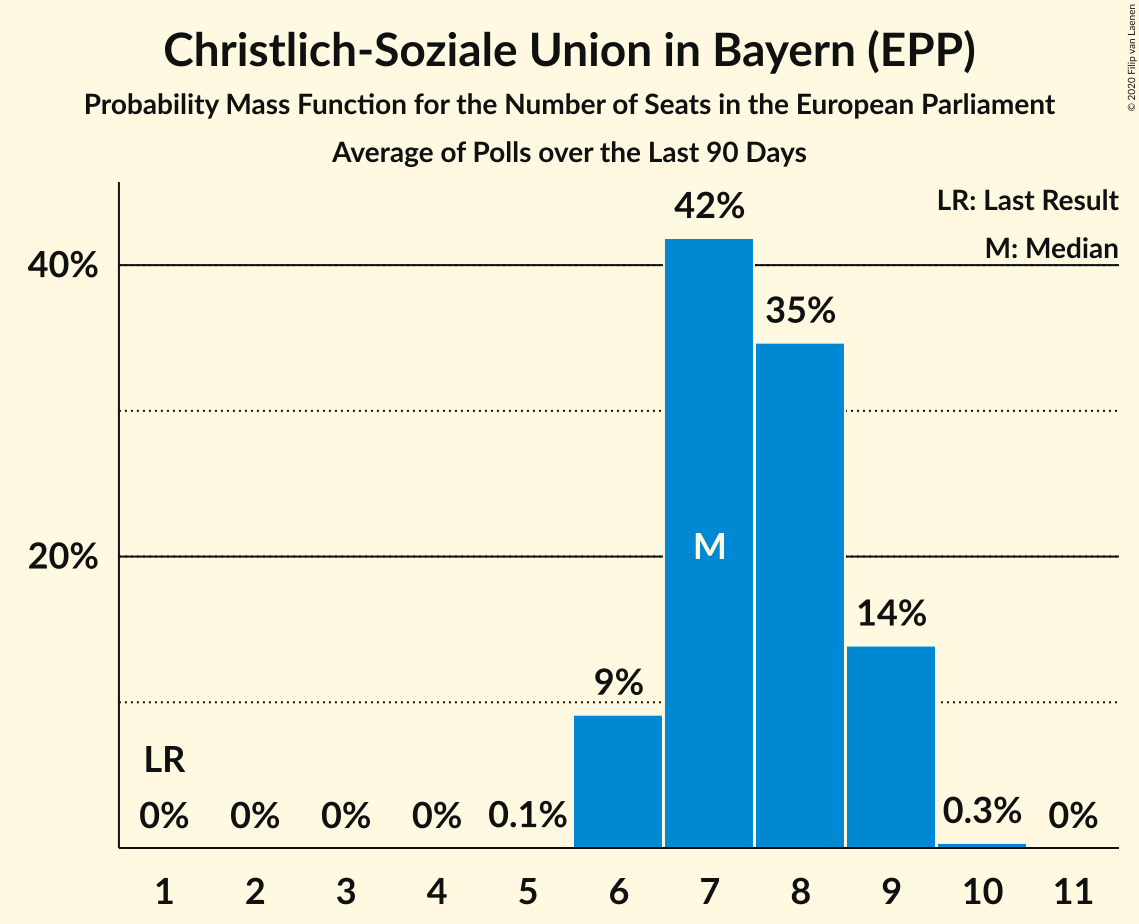 Christlich-Soziale Union in Bayern (EPP)
Probability Mass Function for the Number of Seats in the European Parliament
Average of Polls over the Last 90 Days
© 2020 Filip van Laenen
LR: Last Result
M: Median
42%
40%
35%
M
20%
14%
9%
LR
0% 0% 0% 0% 0.1% 0.3% 0%
1 2 3 4 5 6 7 8 9 10 11